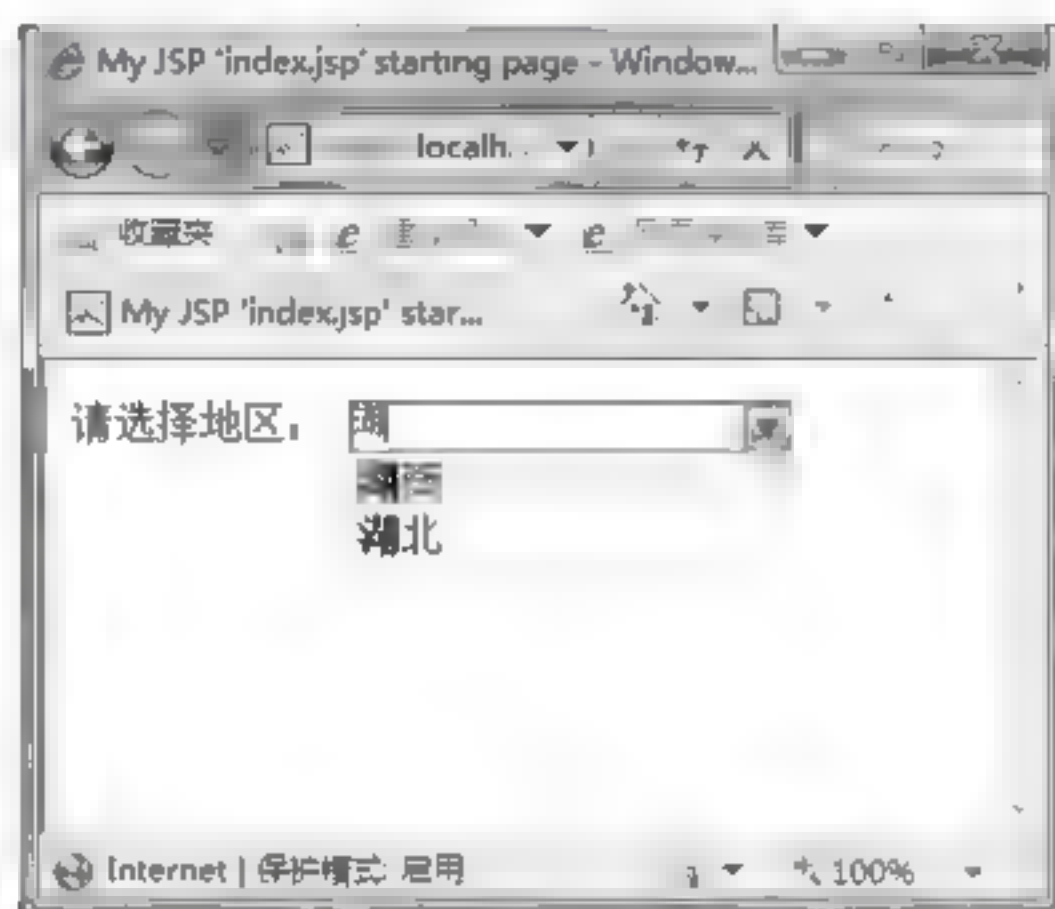 My JSP 'index.jsp' starting page - Window...
localh...
收藏夹
My JSP 'index.jsp' star...
请选择地区：
湖
湖北
Internet | 保护模式: 启用
100%